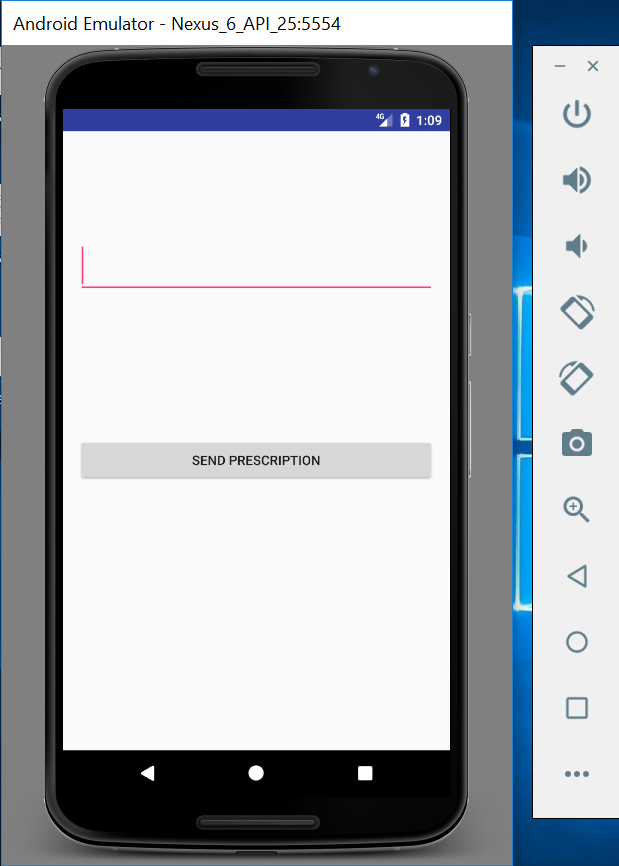 Android Emulator - Nexus_6_API_25:5554
4G 1:09
SEND PRESCRIPTION